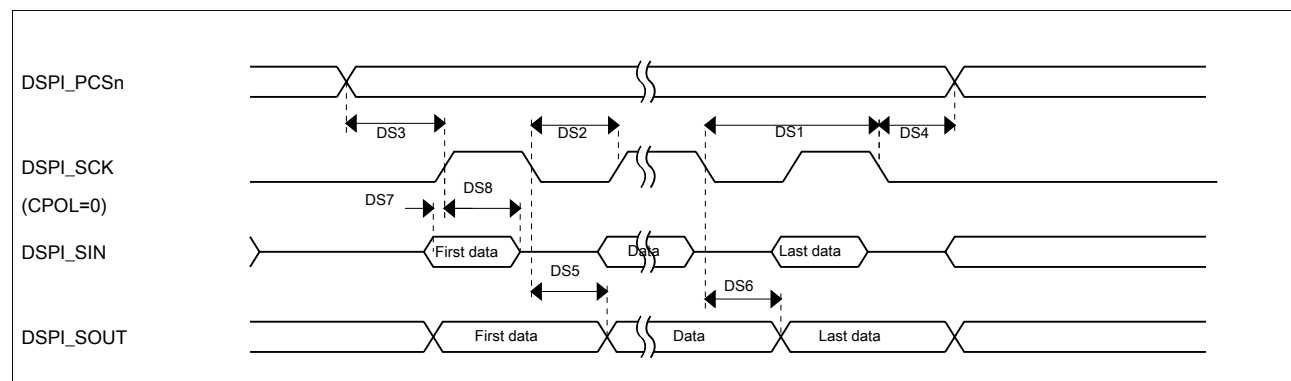 DSPI_PCSn
DS3
DS2
DS1
DS4
DSPI_SCK
(CPOL=0)
DS7
DS8
DSPI_SIN
First data
Data
Last data
DS5
DS6
DSPI_SOUT
First data
Data
Last data